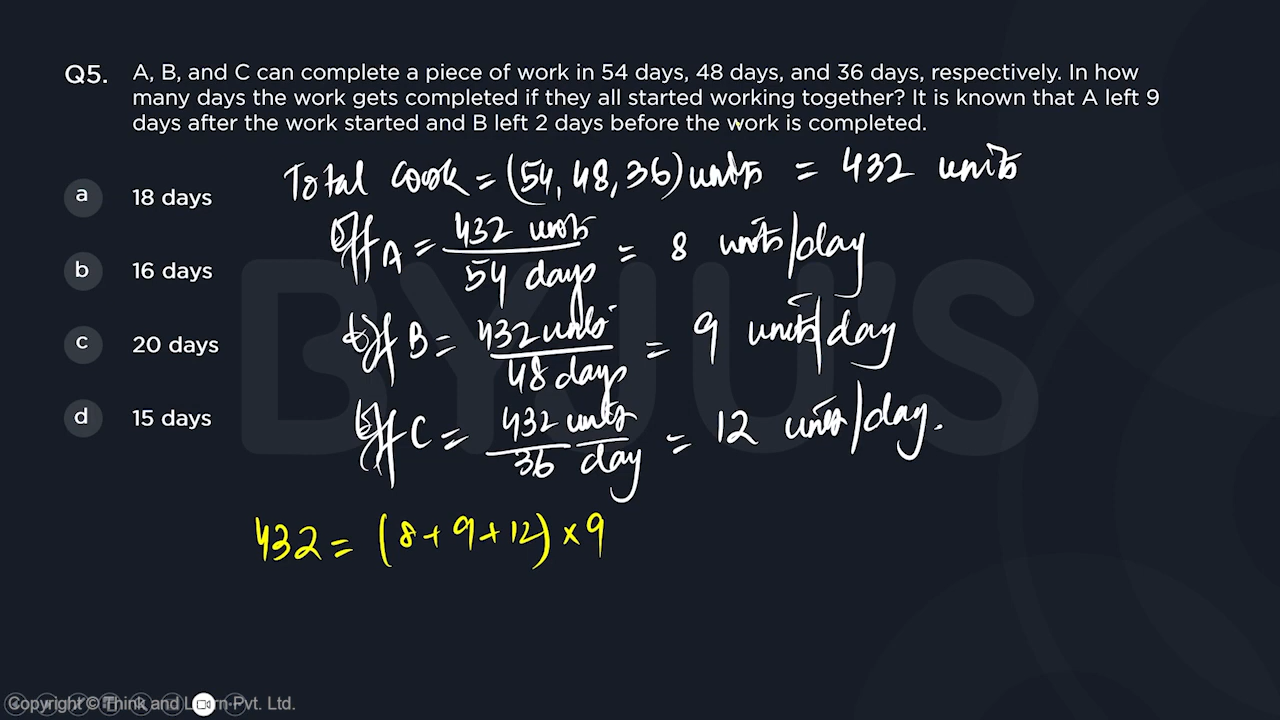 Q5. A, B, and C can complete a piece of work in 54 days, 48 days, and 36 days, respectively. In how
many days the work gets completed if they all started working together? It is known that A left 9
days after the work started and B left 2 days before the work is completed.
Total work = (54, 48, 36) units = 432 units
a 18 days
Eff A = 432 units / 54 days = 8 units/day
b 16 days
Eff B = 432 units / 48 days = 9 units/day
c 20 days
Eff C = 432 units / 36 day = 12 units/day.
d 15 days
432 = (8+9+12) × 9
BYJU'S
Copyright © Think and Learn Pvt. Ltd.